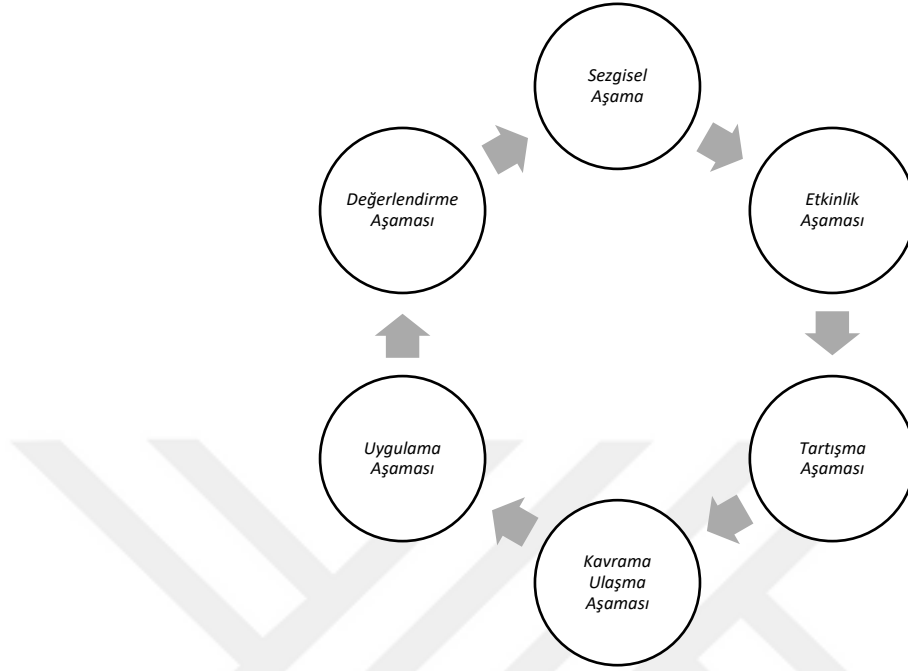 Sezgisel
Aşama
Etkinlik
Aşaması
Tartışma
Aşaması
Kavrama
Ulaşma
Aşaması
Uygulama
Aşaması
Değerlendirme
Aşaması